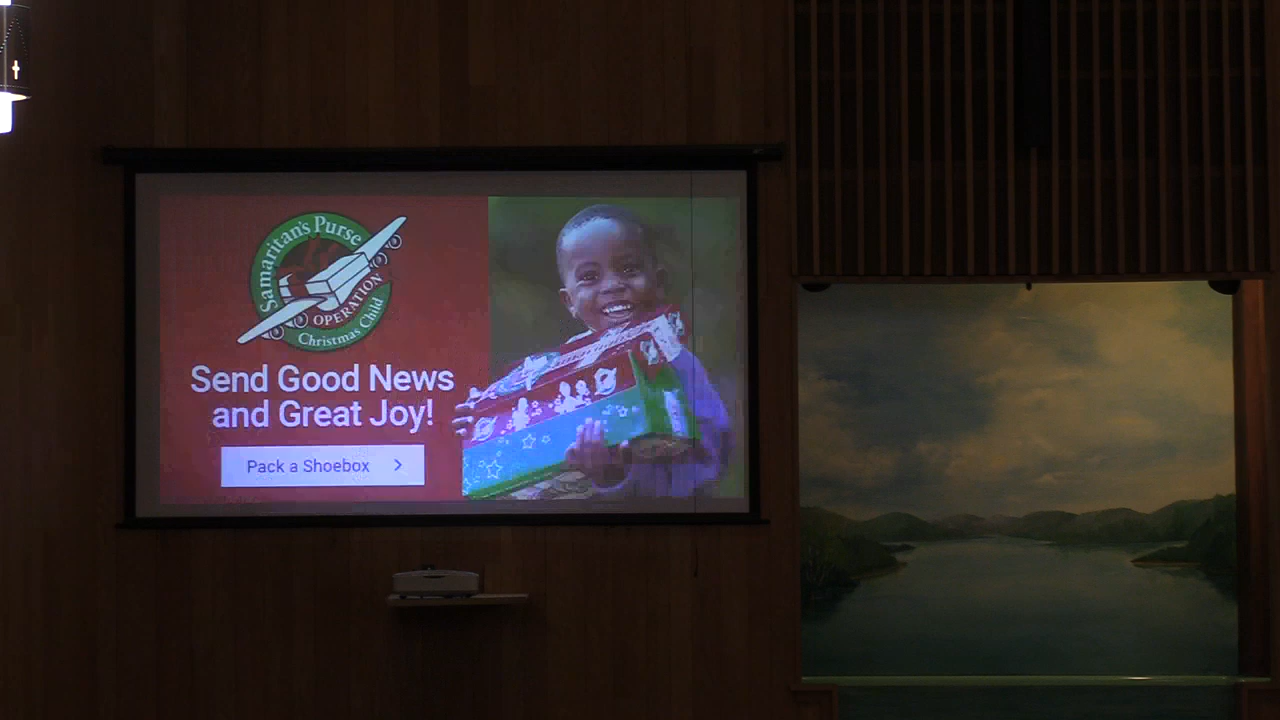 Samaritan's Purse
OPERATION
Christmas Child
Send Good News
and Great Joy!
Pack a Shoebox >